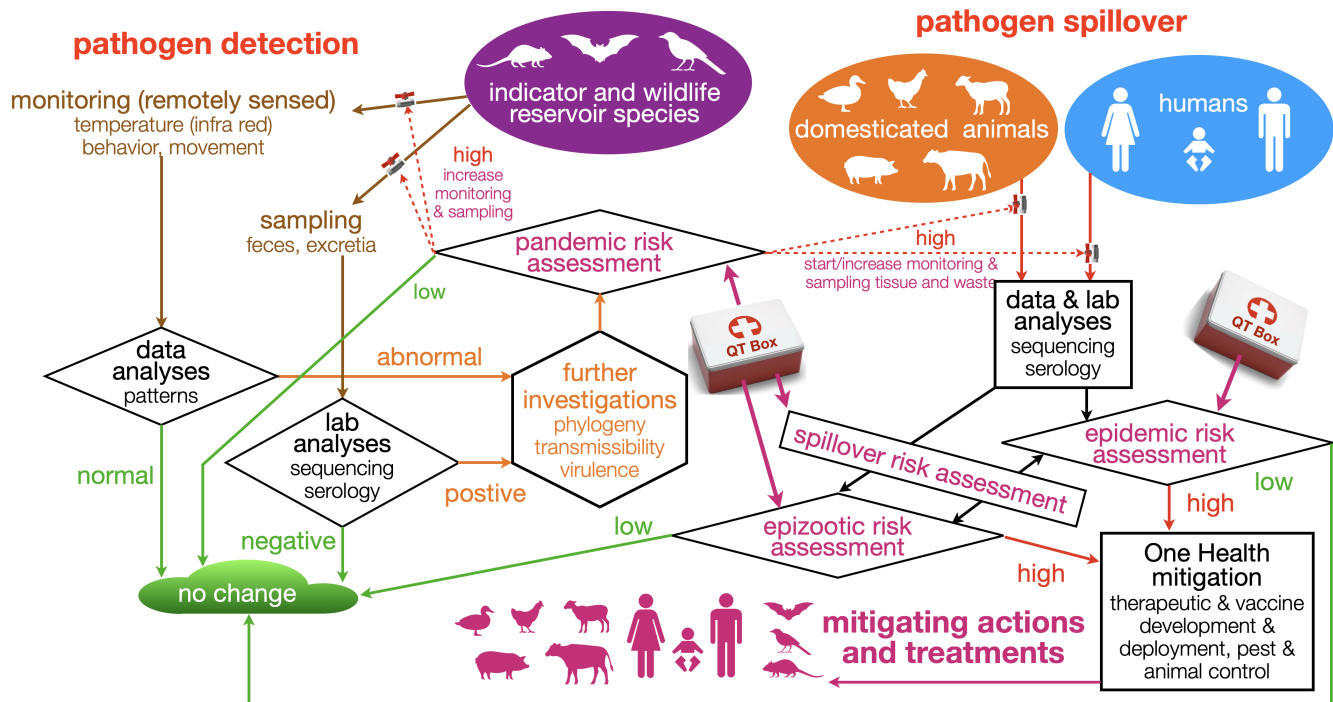 pathogen detection
pathogen spillover
monitoring (remotely sensed)
temperature (infra red)
behavior, movement
indicator and wildlife
reservoir species
domesticated animals
humans
high
increase
monitoring
& sampling
sampling
feces, excretia
pandemic risk
assessment
high
start/increase monitoring &
sampling tissue and waste
low
QT Box
QT Box
data & lab
analyses
sequencing
serology
data
analyses
patterns
abnormal
further
investigations
phylogeny
transmissibility
virulence
lab
analyses
sequencing
serology
postive
normal
negative
spillover risk assessment
epidemic risk
assessment
low
high
low
epizootic risk
assessment
high
no change
One Health
mitigation
therapeutic & vaccine
development &
deployment, pest &
animal control
mitigating actions
and treatments